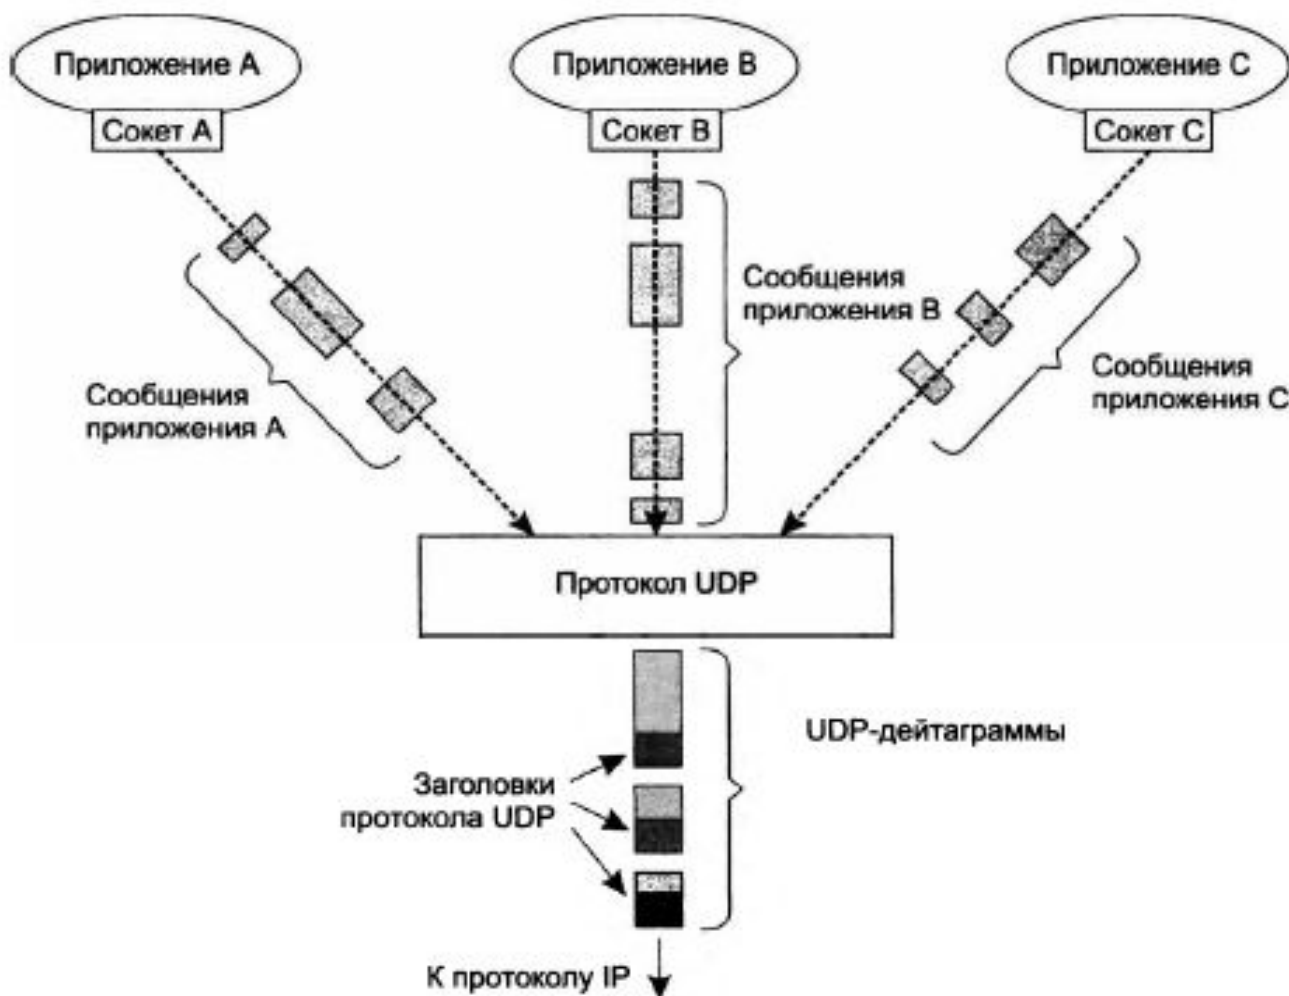 Приложение А
Приложение В
Приложение С
Сокет А
Сокет В
Сокет С
Сообщения
приложения В
Сообщения
приложения А
Сообщения
приложения С
Протокол UDP
UDP-дейтаграммы
Заголовки
протокола UDP
К протоколу IP